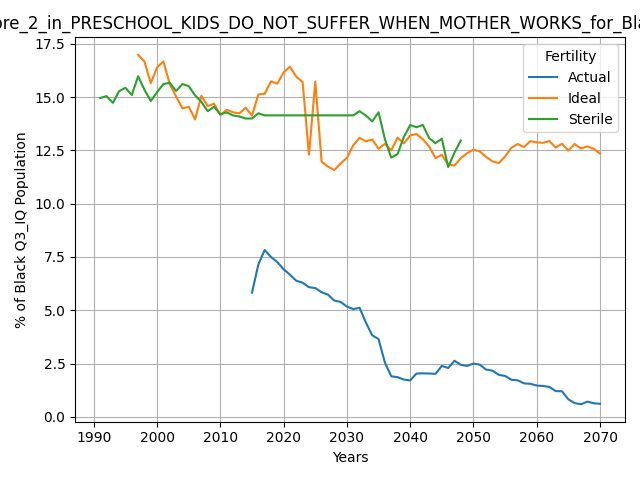 ore_2_in_PRESCHOOL_KIDS_DO_NOT_SUFFER_WHEN_MOTHER_WORKS_for_Bla
17.5
15.0
12.5
10.0
7.5
5.0
2.5
0.0
% of Black Q3_IQ Population
Fertility
Actual
Ideal
Sterile
1990
2000
2010
2020
2030
2040
2050
2060
2070
Years